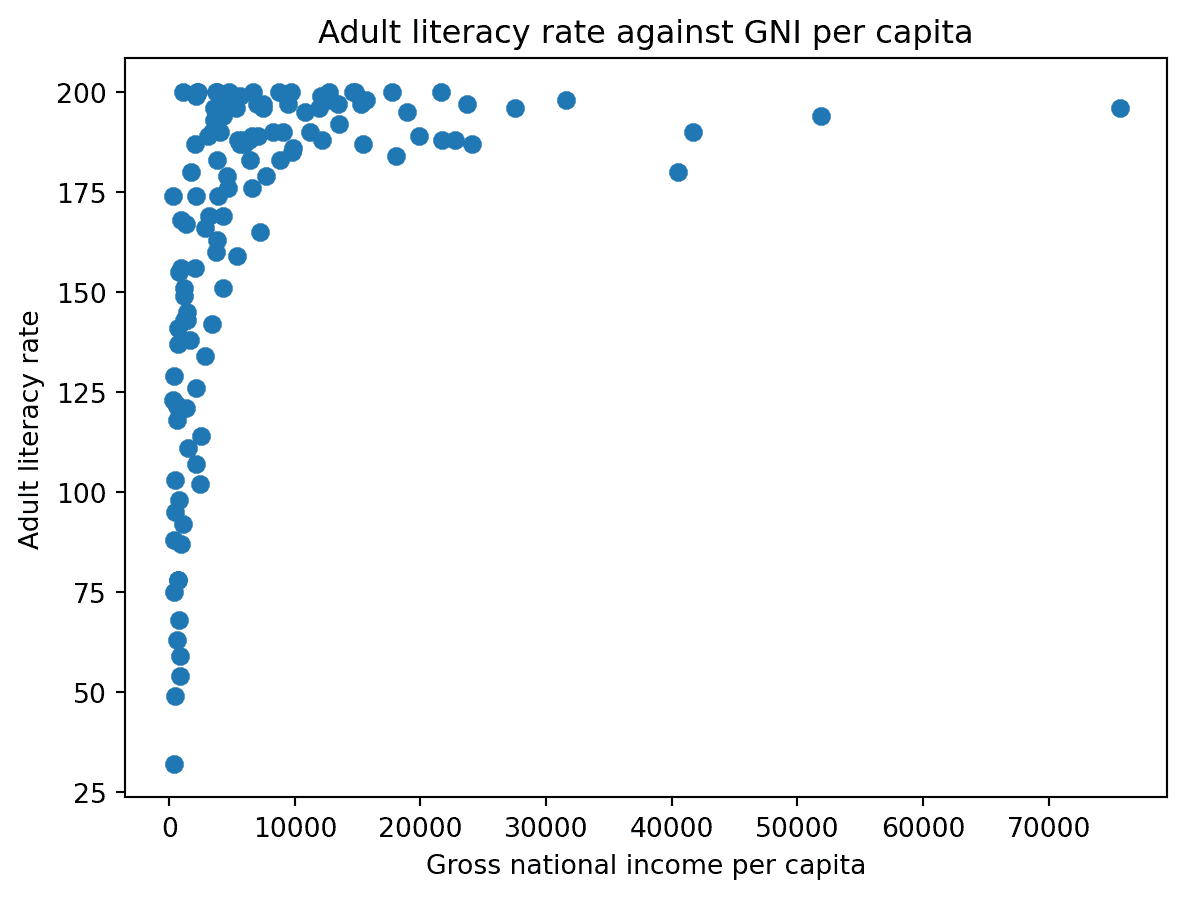 Adult literacy rate against GNI per capita
Adult literacy rate
200
175
150
125
100
75
50
25
0 10000 20000 30000 40000 50000 60000 70000
Gross national income per capita